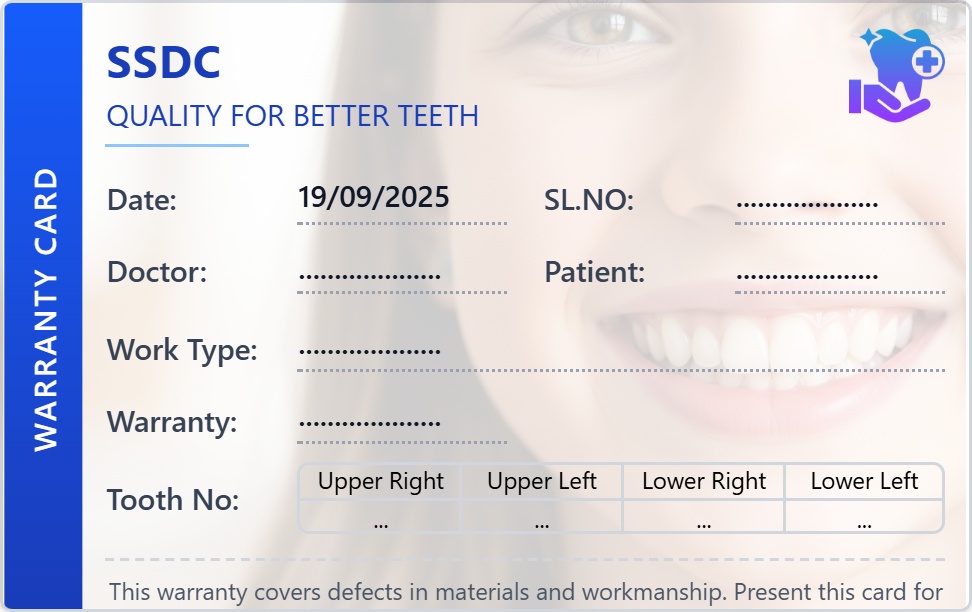 WARRANTY CARD
SSDC
QUALITY FOR BETTER TEETH
Date: 19/09/2025 SL.NO: ....................
Doctor: .................... Patient: ....................
Work Type: ....................
Warranty: ....................
Tooth No:
Upper Right Upper Left Lower Right Lower Left
... ... ... ...
This warranty covers defects in materials and workmanship. Present this card for